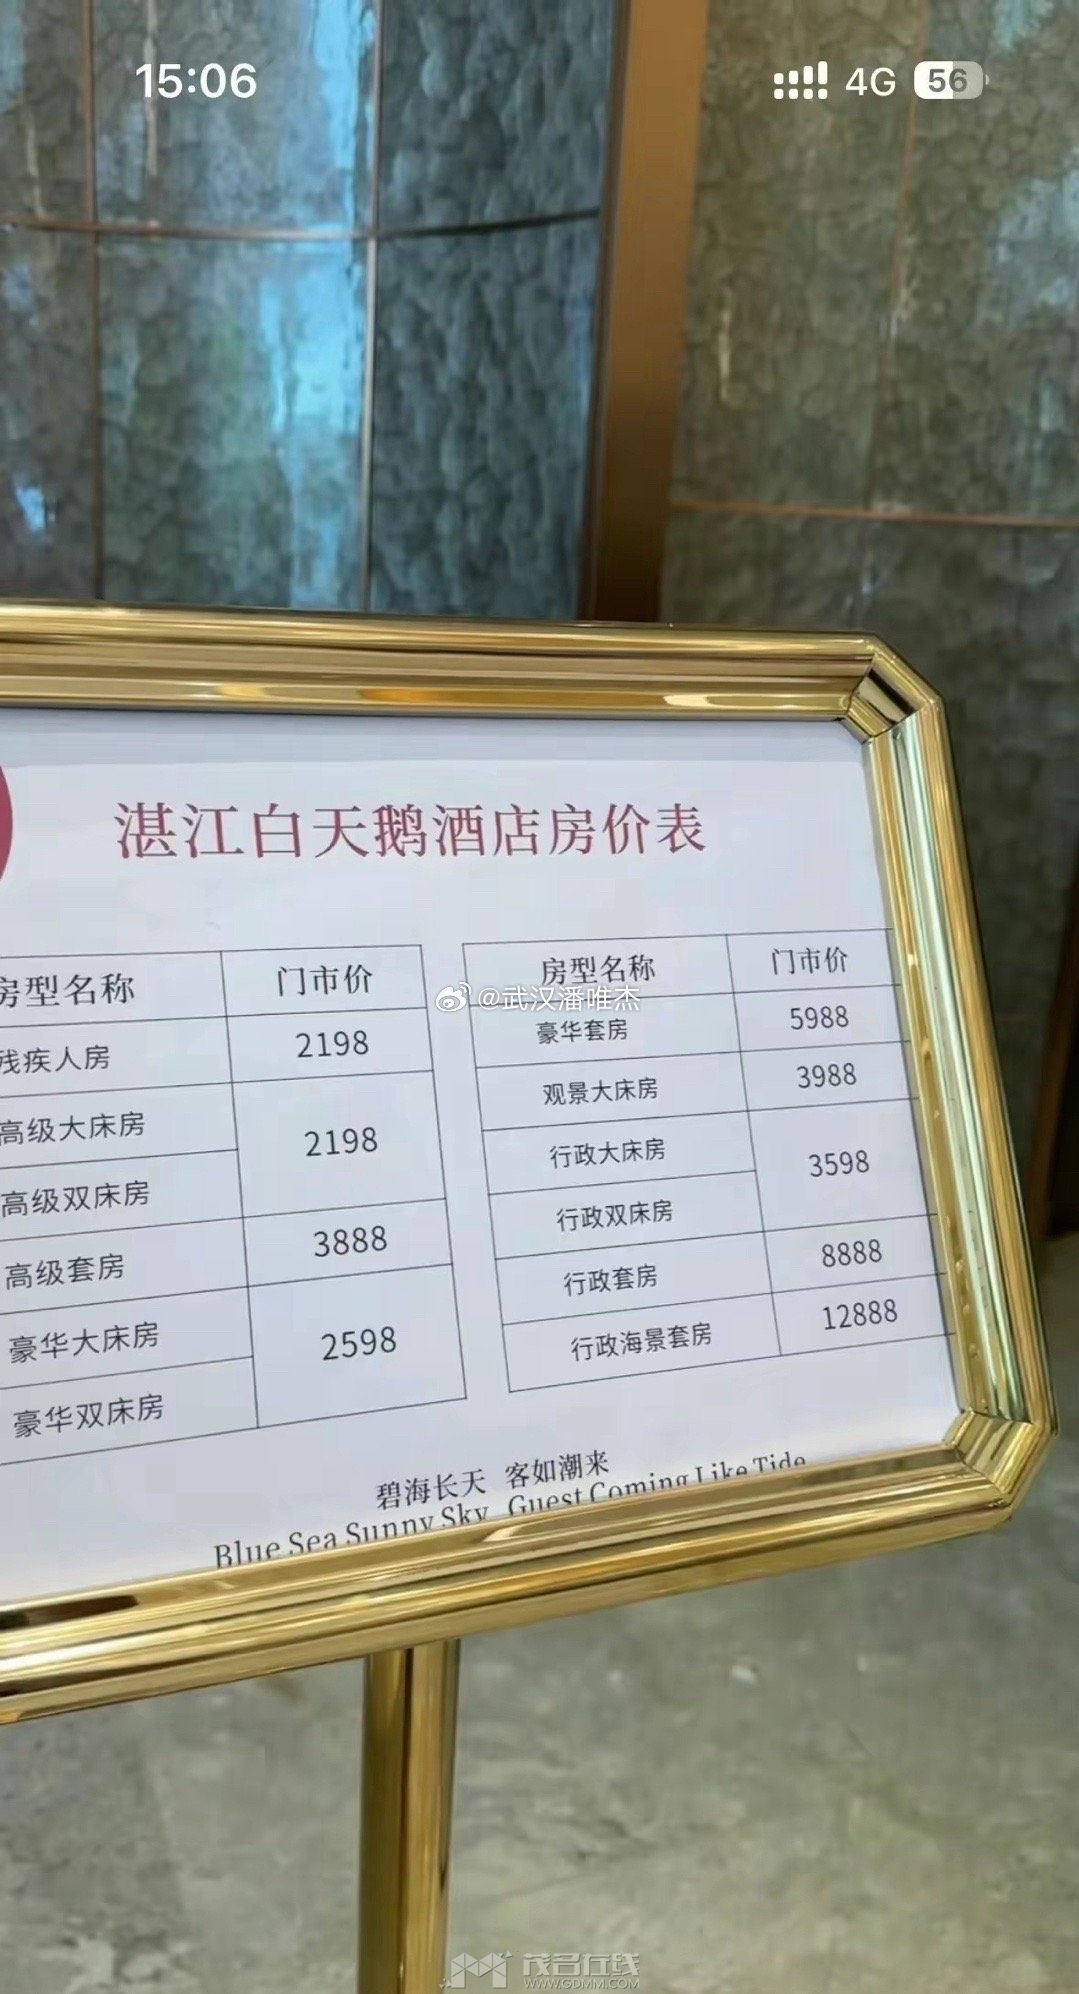 15:06 4G 56
湛江白天鹅酒店房价表
房型名称 门市价
残疾人房 2198
高级大床房 2198
高级双床房
高级套房 3888
豪华大床房 2598
豪华双床房
房型名称 门市价
豪华套房 5988
观景大床房 3988
行政大床房 3598
行政双床房
行政套房 8888
行政海景套房 12888
@武汉潘唯杰
碧海长天 客如潮来
Blue Sea Sunny Sky Guest Coming Like Tide
茂名在线
WWW.GDMM.COM